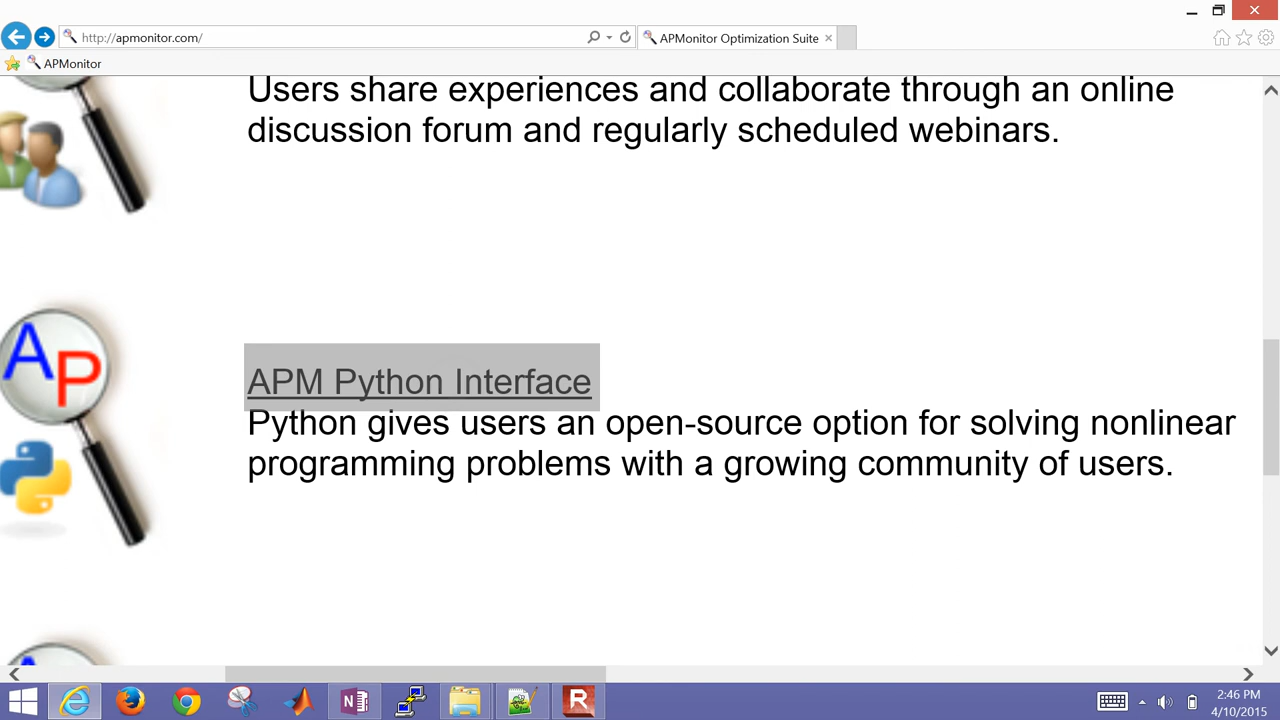 http://apmonitor.com/
APMonitor Optimization Suite
APMonitor
Users share experiences and collaborate through an online
discussion forum and regularly scheduled webinars.
AP
APM Python Interface
Python gives users an open-source option for solving nonlinear
programming problems with a growing community of users.
N
R
2:46 PM
4/10/2015